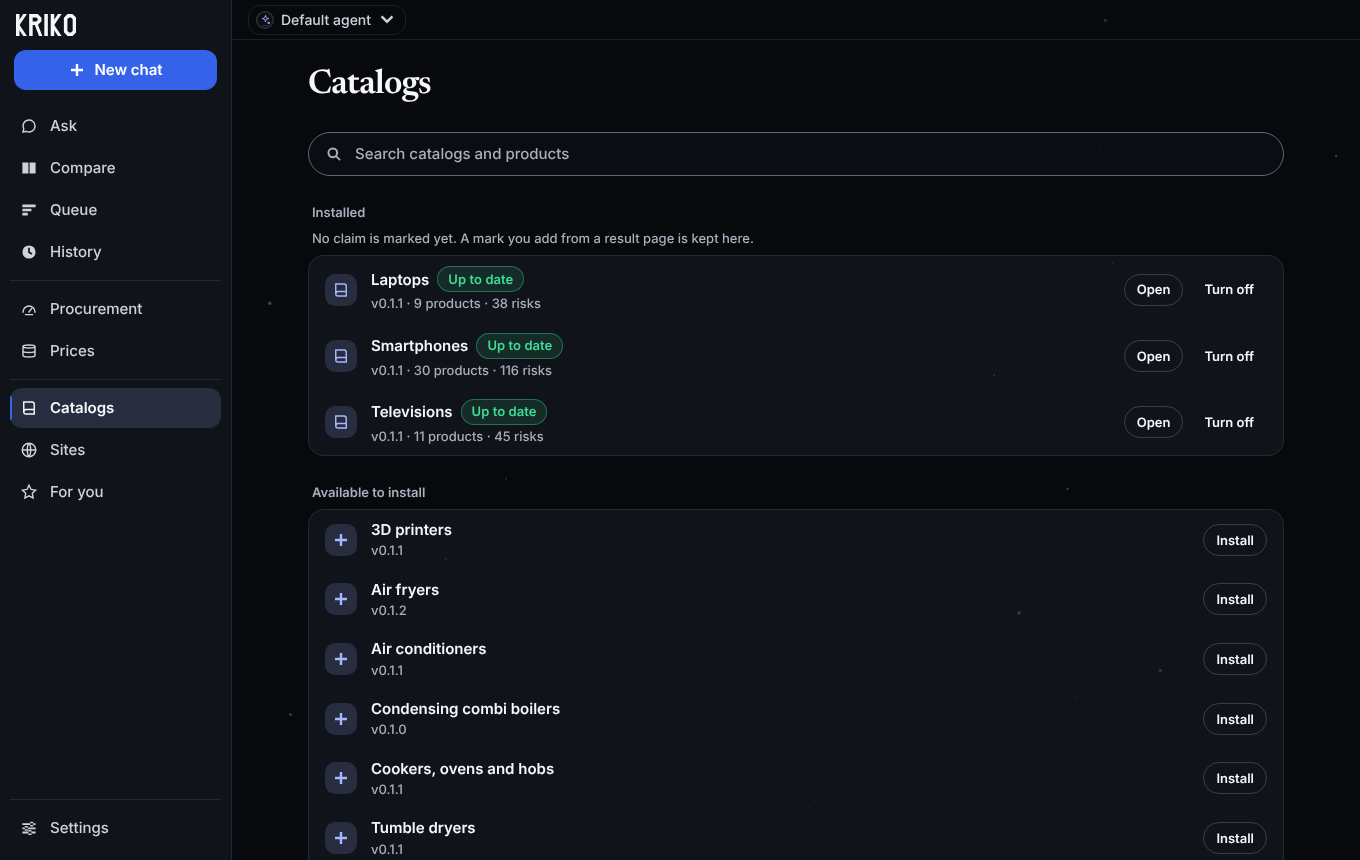 KRIKO
Default agent
New chat
Ask
Compare
Queue
History
Procurement
Prices
Catalogs
Sites
For you
Settings
Catalogs
Search catalogs and products
Installed
No claim is marked yet. A mark you add from a result page is kept here.
Laptops Up to date
v0.1.1 · 9 products · 38 risks
Open Turn off
Smartphones Up to date
v0.1.1 · 30 products · 116 risks
Open Turn off
Televisions Up to date
v0.1.1 · 11 products · 45 risks
Open Turn off
Available to install
3D printers
v0.1.1
Install
Air fryers
v0.1.2
Install
Air conditioners
v0.1.1
Install
Condensing combi boilers
v0.1.0
Install
Cookers, ovens and hobs
v0.1.1
Install
Tumble dryers
v0.1.1
Install